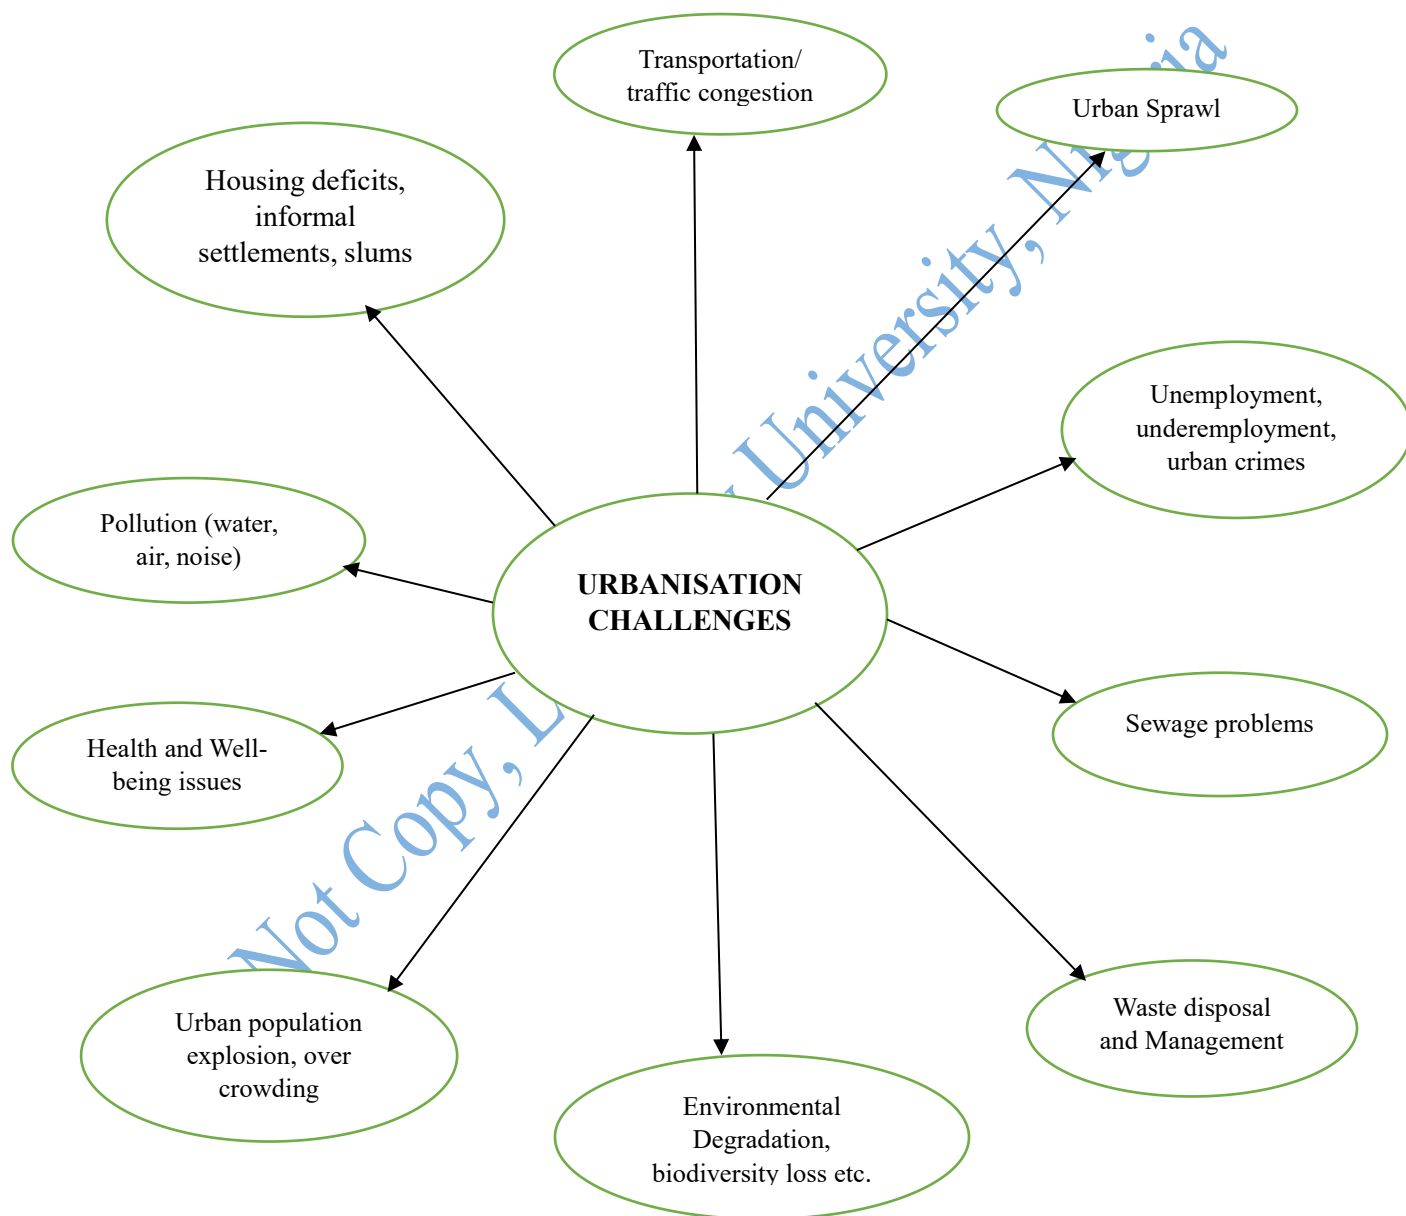 Transportation/
traffic congestion
Urban Sprawl
Housing deficits,
informal
settlements, slums
Unemployment,
underemployment,
urban crimes
Pollution (water,
air, noise)
URBANISATION
CHALLENGES
Health and Well-
being issues
Sewage problems
Urban population
explosion, over
crowding
Waste disposal
and Management
Environmental
Degradation,
biodiversity loss etc.
Not Copy, L University, Nigeria